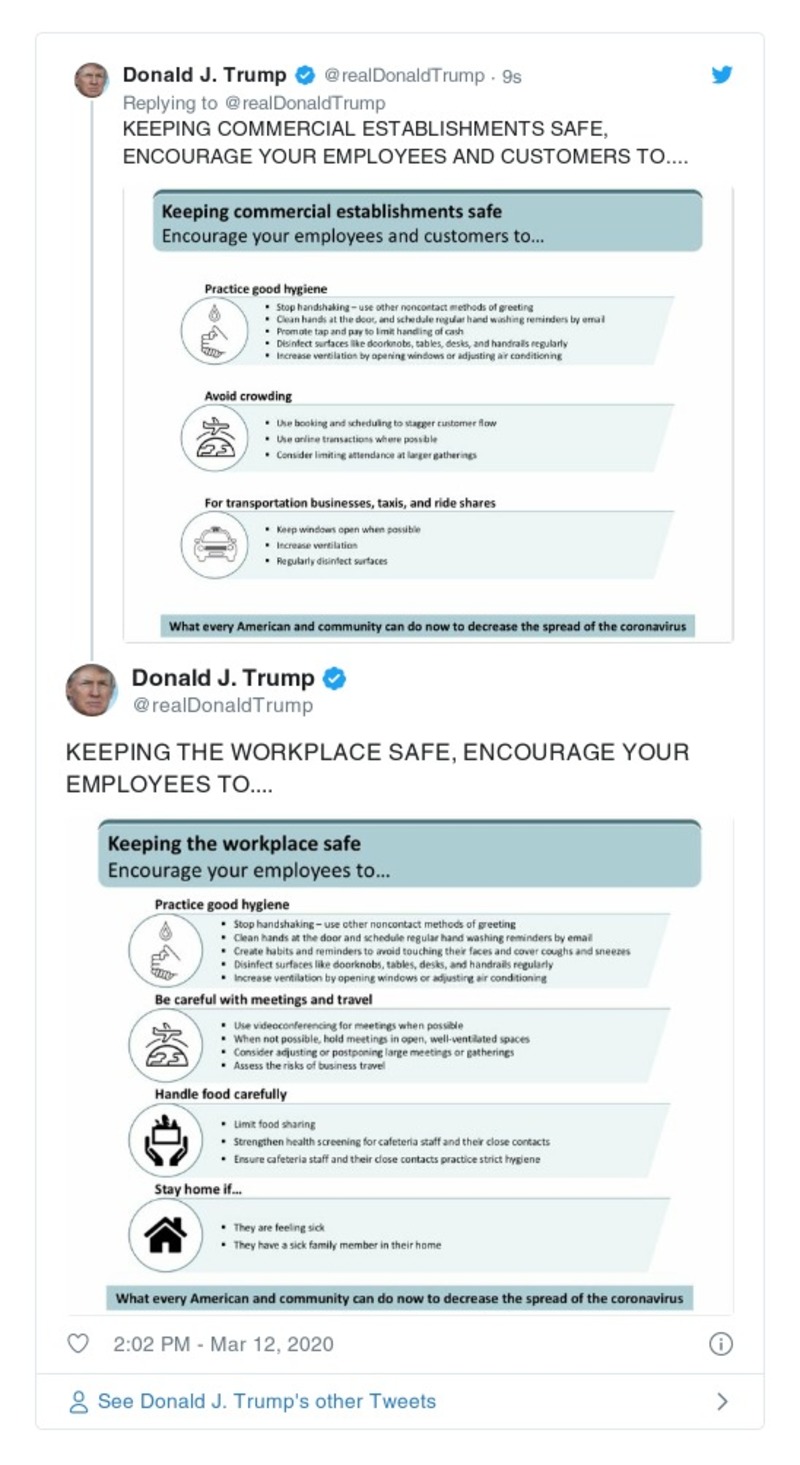 Donald J. Trump @realDonaldTrump · 9s
Replying to @realDonaldTrump
KEEPING COMMERCIAL ESTABLISHMENTS SAFE,
ENCOURAGE YOUR EMPLOYEES AND CUSTOMERS TO....
Keeping commercial establishments safe
Encourage your employees and customers to...
Practice good hygiene
▪ Stop handshaking – use other noncontact methods of greeting
▪ Clean hands at the door, and schedule regular hand washing reminders by email
▪ Promote tap and pay to limit handling of cash
▪ Disinfect surfaces like doorknobs, tables, desks, and handrails regularly
▪ Increase ventilation by opening windows or adjusting air conditioning
Avoid crowding
▪ Use booking and scheduling to stagger customer flow
▪ Use online transactions where possible
▪ Consider limiting attendance at larger gatherings
For transportation businesses, taxis, and ride shares
▪ Keep windows open when possible
▪ Increase ventilation
▪ Regularly disinfect surfaces
What every American and community can do now to decrease the spread of the coronavirus
Donald J. Trump
@realDonaldTrump
KEEPING THE WORKPLACE SAFE, ENCOURAGE YOUR
EMPLOYEES TO....
Keeping the workplace safe
Encourage your employees to...
Practice good hygiene
▪ Stop handshaking – use other noncontact methods of greeting
▪ Clean hands at the door and schedule regular hand washing reminders by email
▪ Create habits and reminders to avoid touching their faces and cover coughs and sneezes
▪ Disinfect surfaces like doorknobs, tables, desks, and handrails regularly
▪ Increase ventilation by opening windows or adjusting air conditioning
Be careful with meetings and travel
▪ Use videoconferencing for meetings when possible
▪ When not possible, hold meetings in open, well-ventilated spaces
▪ Consider adjusting or postponing large meetings or gatherings
▪ Assess the risks of business travel
Handle food carefully
▪ Limit food sharing
▪ Strengthen health screening for cafeteria staff and their close contacts
▪ Ensure cafeteria staff and their close contacts practice strict hygiene
Stay home if...
▪ They are feeling sick
▪ They have a sick family member in their home
What every American and community can do now to decrease the spread of the coronavirus
2:02 PM - Mar 12, 2020
See Donald J. Trump's other Tweets